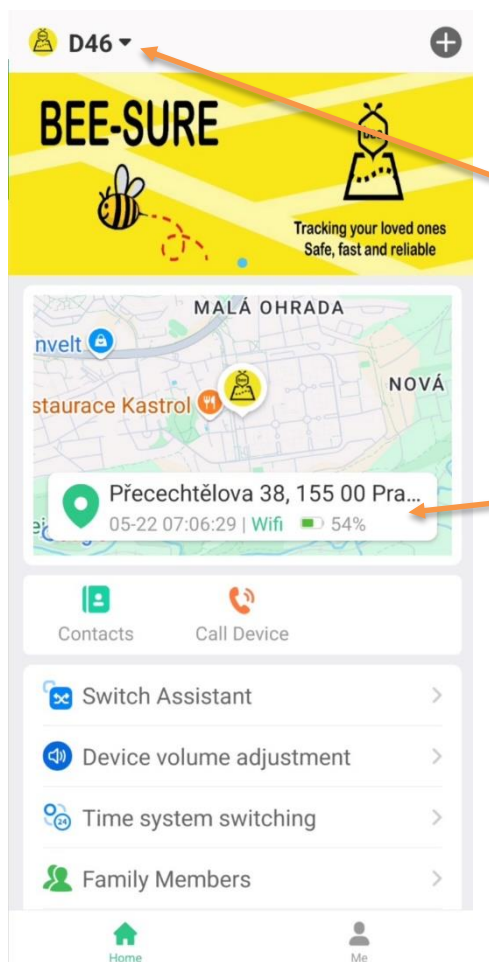 D46
BEE-SURE
bee
Tracking your loved ones
Safe, fast and reliable
MALÁ OHRADA
nvelt
NOVÁ
staurace Kastrol
Přecechtělova 38, 155 00 Pra...
05-22 07:06:29 | Wifi 54%
Contacts Call Device
Switch Assistant
Device volume adjustment
24
Time system switching
Family Members
Home Me